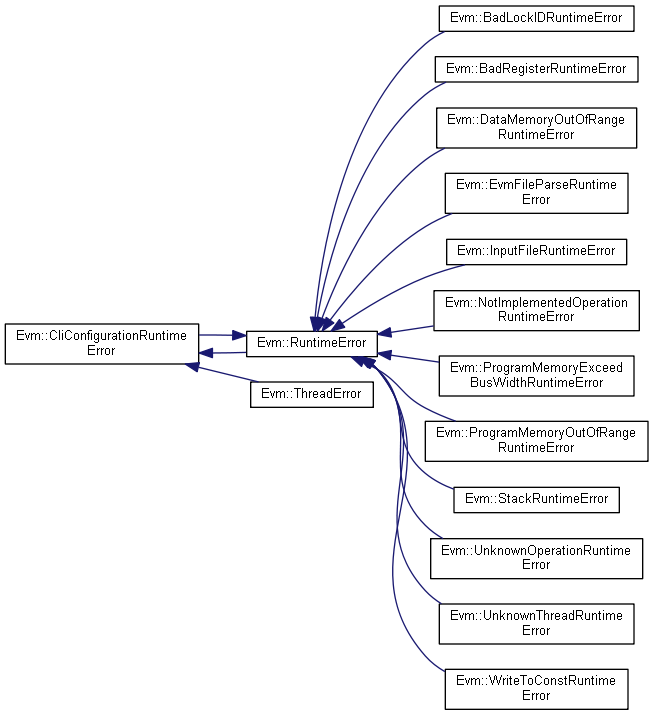 Evm::BadLockIDRuntimeError
Evm::BadRegisterRuntimeError
Evm::DataMemoryOutOfRange
RuntimeError
Evm::EvmFileParseRuntime
Error
Evm::InputFileRuntimeError
Evm::NotImplementedOperation
RuntimeError
Evm::CliConfigurationRuntime
Error
Evm::RuntimeError
Evm::ThreadError
Evm::ProgramMemoryExceed
BusWidthRuntimeError
Evm::ProgramMemoryOutOfRange
RuntimeError
Evm::StackRuntimeError
Evm::UnknownOperationRuntime
Error
Evm::UnknownThreadRuntime
Error
Evm::WriteToConstRuntime
Error